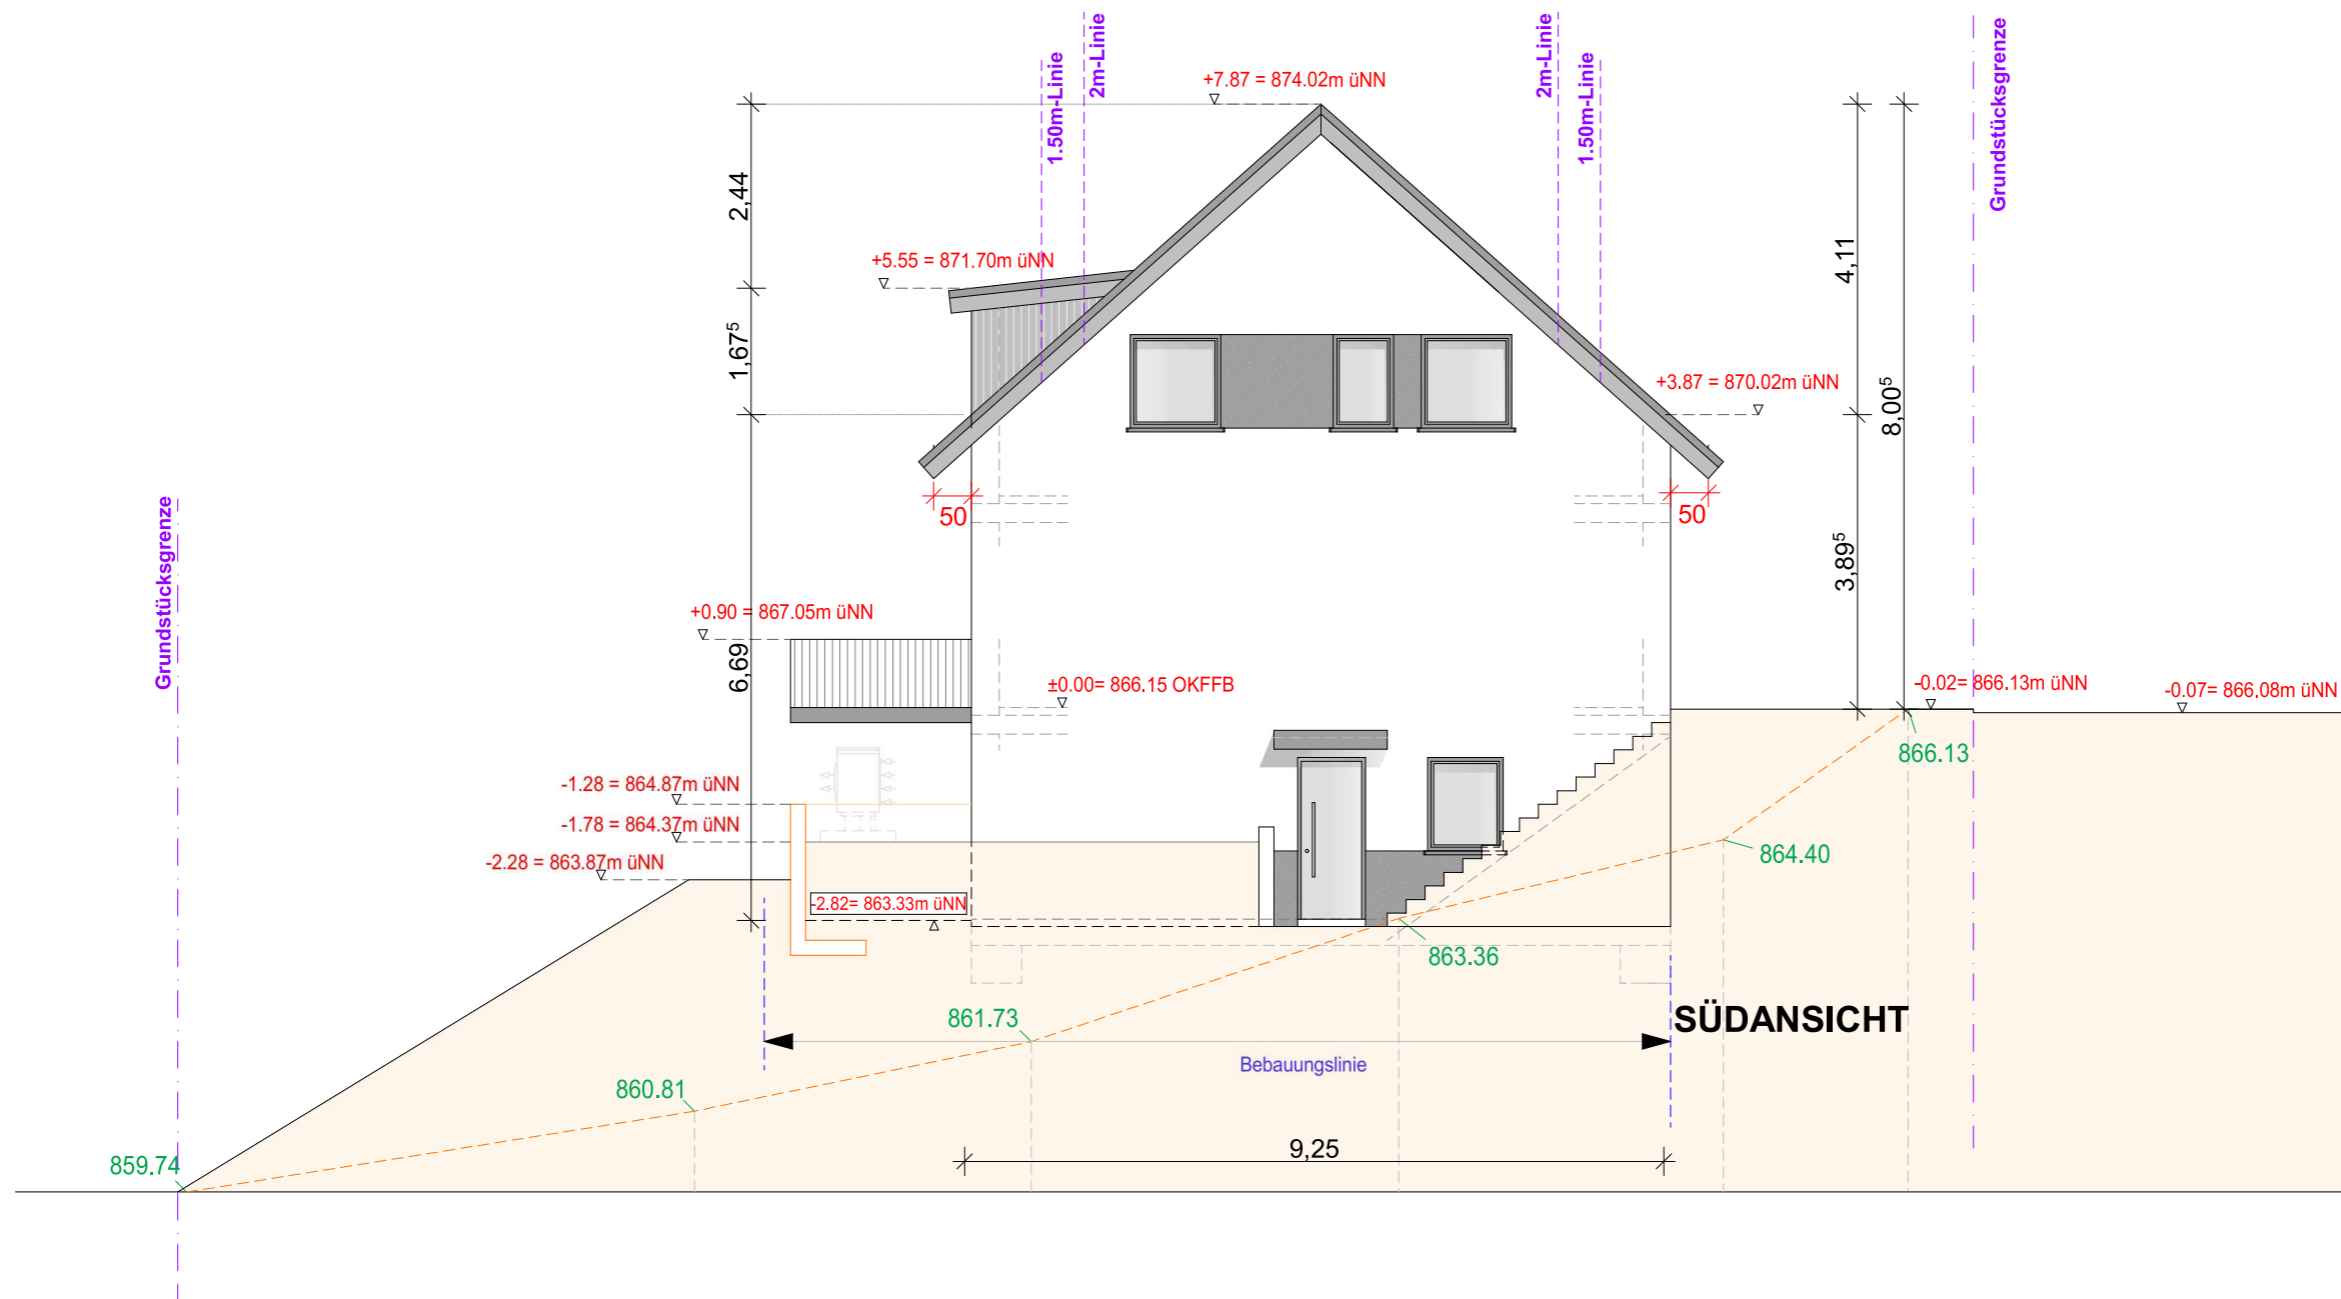 2m-Linie
2m-Linie
1.50m-Linie
1.50m-Linie
Grundstücksgrenze
+7.87 = 874.02m üNN
2,44
4,11
+5.55 = 871.70m üNN
1,67⁵
+3.87 = 870.02m üNN
8,00⁵
50
50
Grundstücksgrenze
3,89⁵
+0.90 = 867.05m üNN
6,69
±0.00= 866.15 OKFFB
-0.02= 866.13m üNN
-0.07= 866.08m üNN
866.13
-1.28 = 864.87m üNN
-1.78 = 864.37m üNN
864.40
-2.28 = 863.87m üNN
-2.82= 863.33m üNN
863.36
861.73
SÜDANSICHT
Bebauungslinie
860.81
9,25
859.74